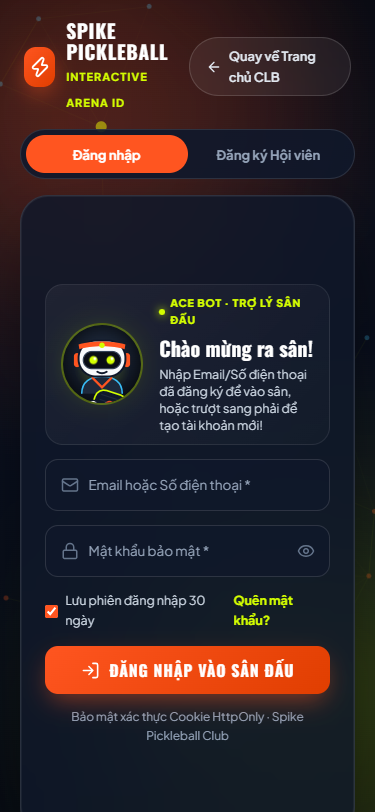 SPIKE
PICKLEBALL
INTERACTIVE
ARENA ID
Quay về Trang
chủ CLB
Đăng nhập
Đăng ký Hội viên
ACE BOT - TRỢ LÝ SÂN
ĐẤU
Chào mừng ra sân!
Nhập Email/Số điện thoại
đã đăng ký để vào sân,
hoặc trượt sang phải để
tạo tài khoản mới!
Email hoặc Số điện thoại *
Mật khẩu bảo mật *
Lưu phiên đăng nhập 30
ngày
Quên mật
khẩu?
ĐĂNG NHẬP VÀO SÂN ĐẤU
Bảo mật xác thực Cookie HttpOnly · Spike
Pickleball Club